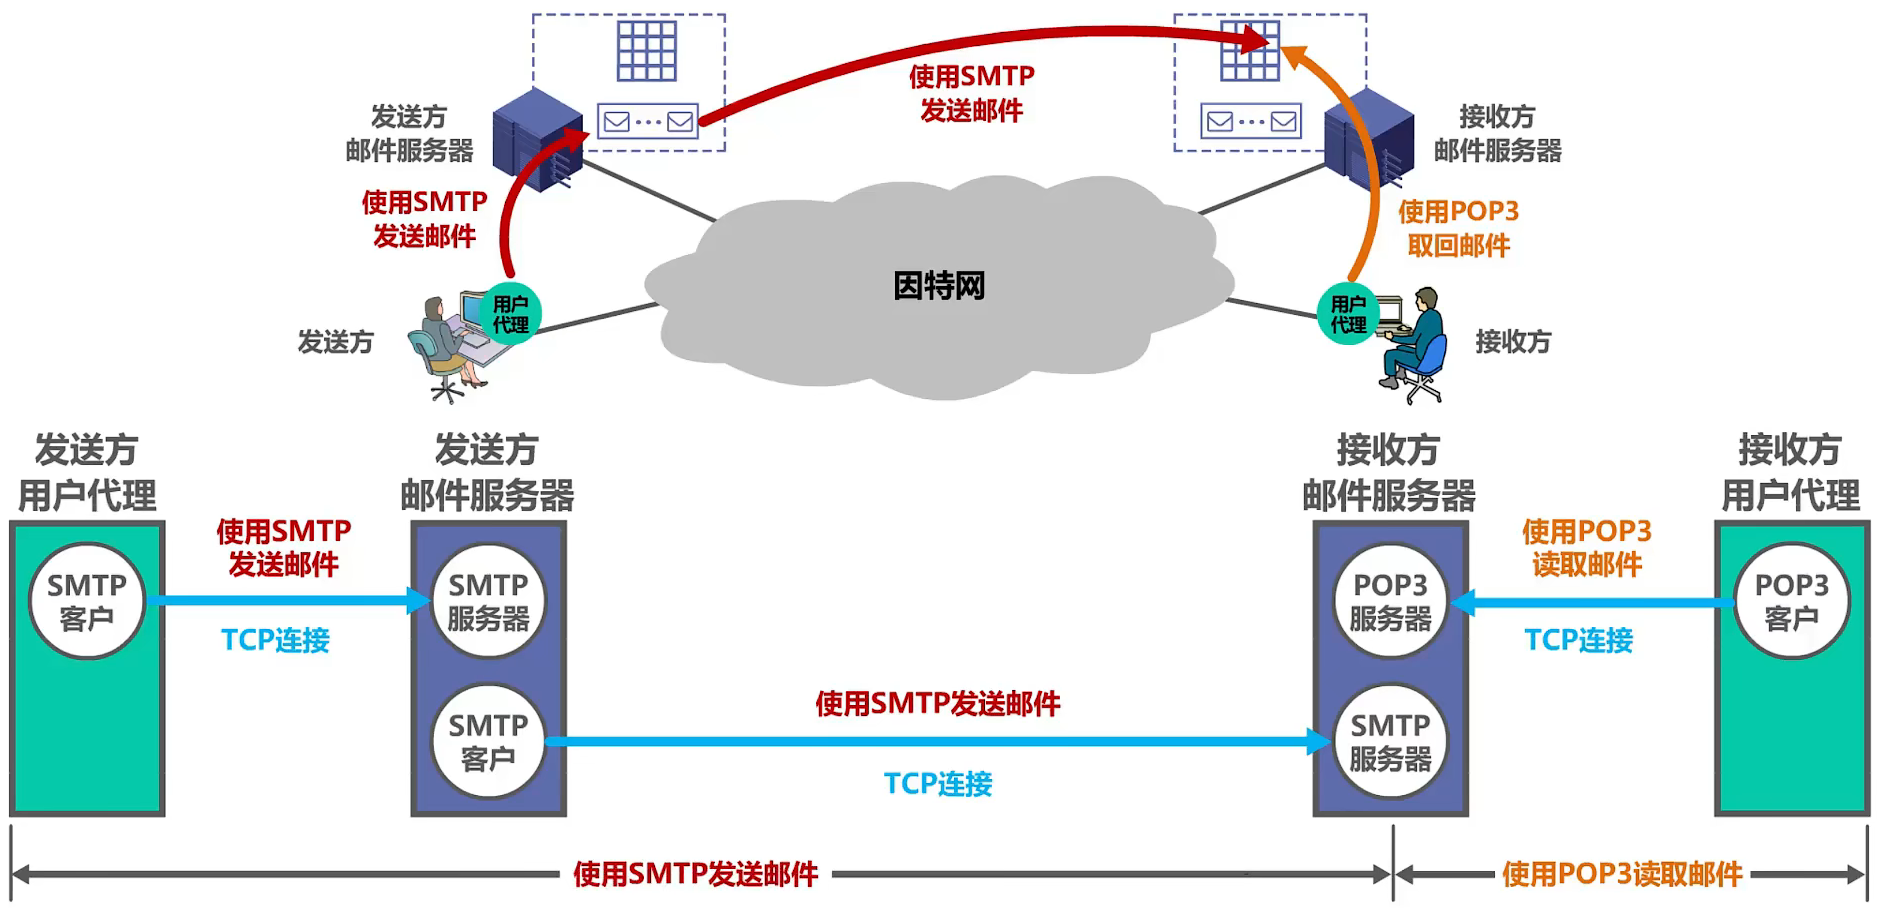 使用SMTP
发送邮件
发送方
邮件服务器
接收方
邮件服务器
使用SMTP
发送邮件
使用POP3
取回邮件
因特网
用户
代理
用户
代理
发送方
接收方
发送方
用户代理
发送方
邮件服务器
接收方
邮件服务器
接收方
用户代理
使用SMTP
发送邮件
使用POP3
读取邮件
SMTP
客户
SMTP
服务器
POP3
服务器
POP3
客户
TCP连接
TCP连接
使用SMTP发送邮件
SMTP
客户
SMTP
服务器
TCP连接
使用SMTP发送邮件
使用POP3读取邮件